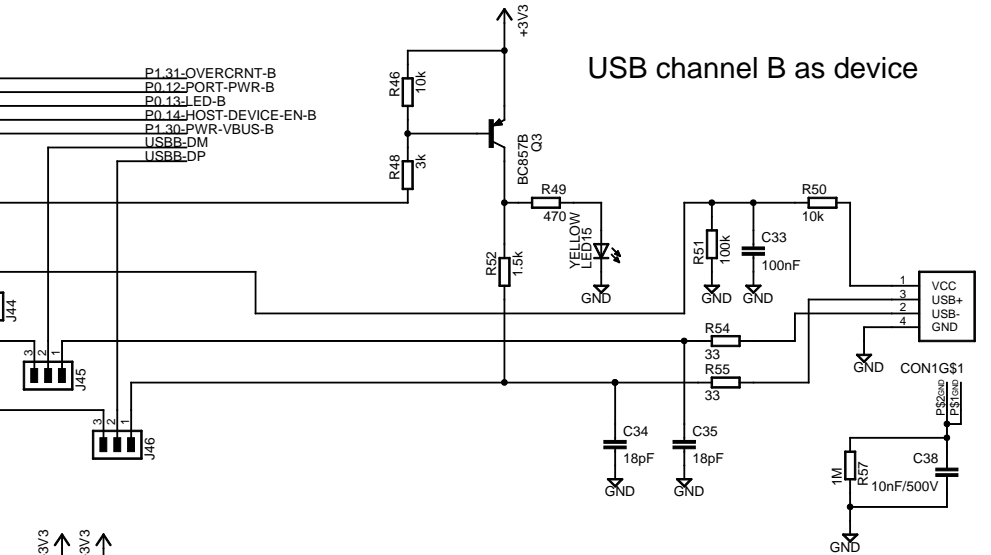 +3V3
USB channel B as device
P1.31-OVERCRNT-B
P0.12-PORT-PWR-B
P0.13-LED-B
P0.14-HOST-DEVICE-EN-B
P1.30-PWR-VBUS-B
USBB-DM
USBB-DP
R46
10k
R48
3k
BC857B
Q3
R49
470
YELLOW
LED15
GND
R52
1.5k
R50
10k
R51
100k
C33
100nF
GND
GND
1
3
2
4
VCC
USB+
USB-
GND
GND
CON1G$1
P$2GND
P$1GND
J44
3
2
1
J45
R54
33
R55
33
3
2
1
J46
C34
18pF
C35
18pF
GND
GND
1M
R57
C38
10nF/500V
GND
3V3
3V3